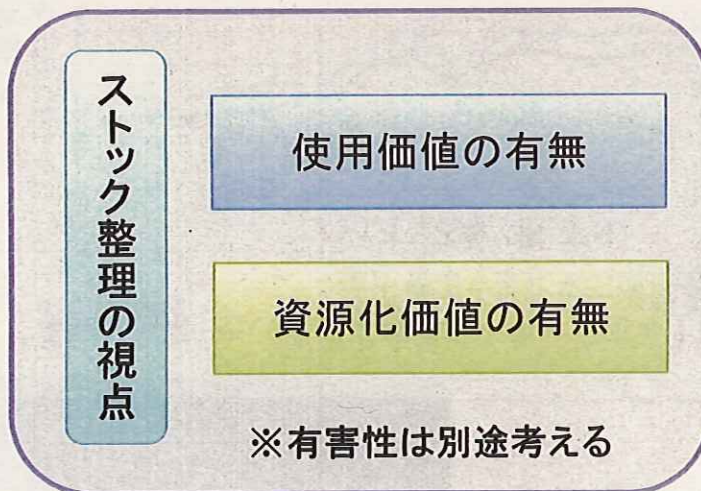 ストック整理の視点
使用価値の有無
資源化価値の有無
※有害性は別途考える